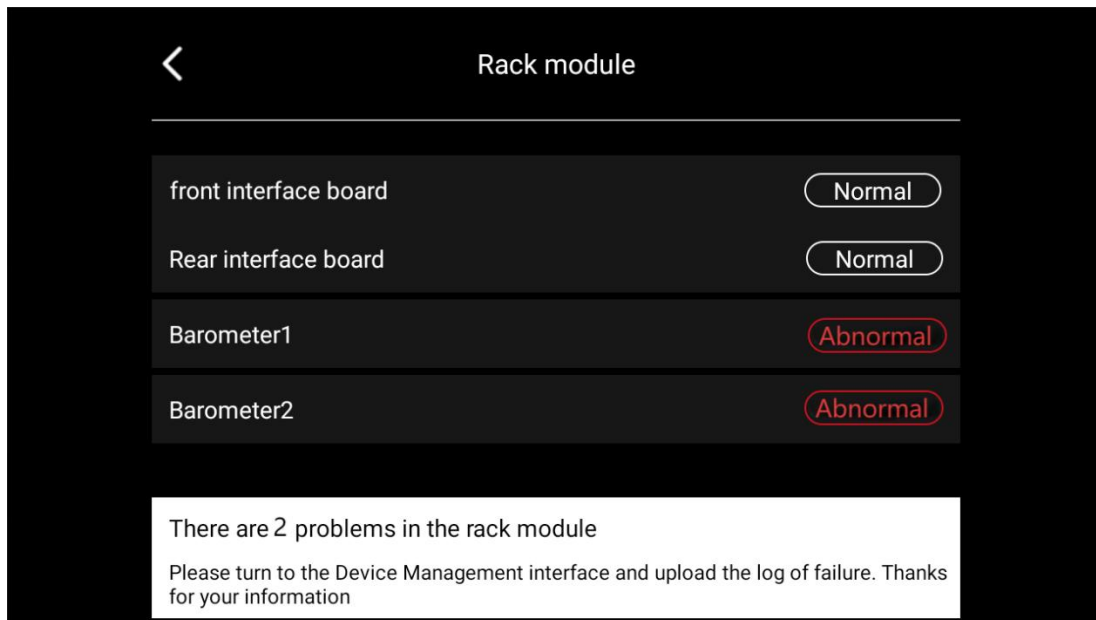 Rack module
front interface board
Normal
Rear interface board
Normal
Barometer1
Abnormal
Barometer2
Abnormal
There are 2 problems in the rack module
Please turn to the Device Management interface and upload the log of failure. Thanks
for your information